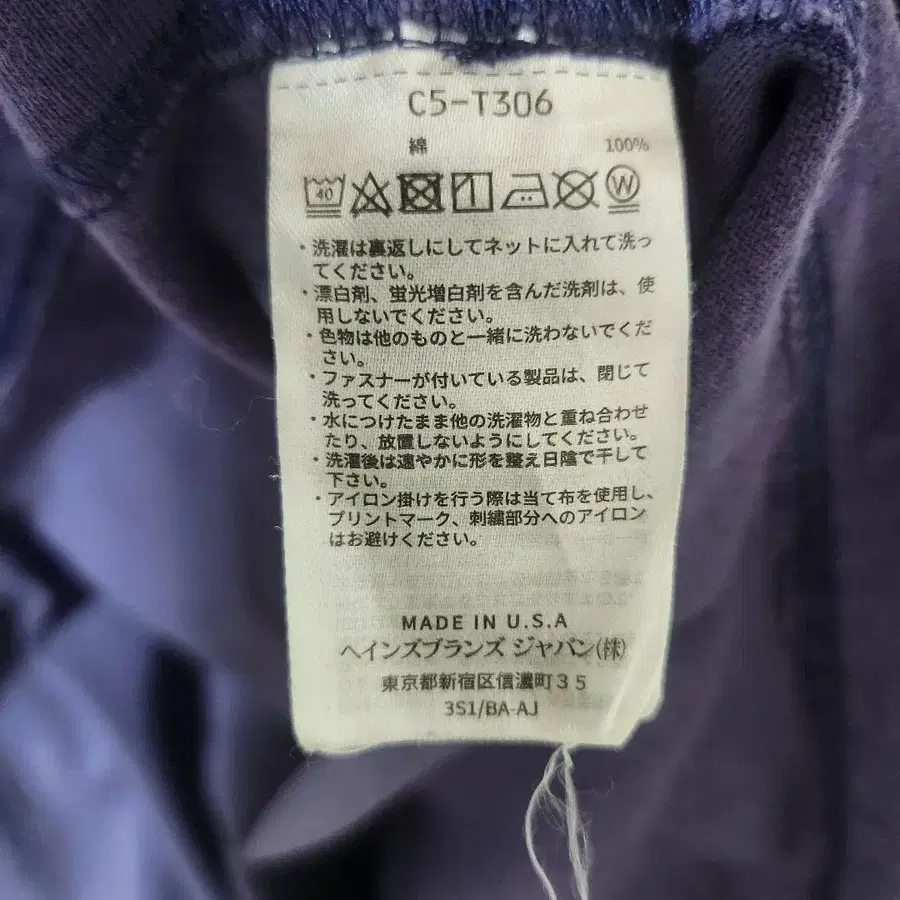 C5-T306
綿 100%
40 W
・洗濯は裏返しにしてネットに入れて洗っ
てください。
・漂白剤、蛍光増白剤を含んだ洗剤は、使
用しないでください。
・色物は他のものと一緒に洗わないでくだ
さい。
・ファスナーが付いている製品は、閉じて
洗ってください。
・水につけたまま他の洗濯物と重ね合わせ
たり、放置しないようにしてください。
・洗濯後は速やかに形を整え日陰で干して
下さい。
・アイロン掛けを行う際は当て布を使用し、
プリントマーク、刺繍部分へのアイロン
はお避けください。
MADE IN U.S.A
ヘインズブランズ ジャパン(株)
東京都新宿区信濃町35
3S1/BA-AJ